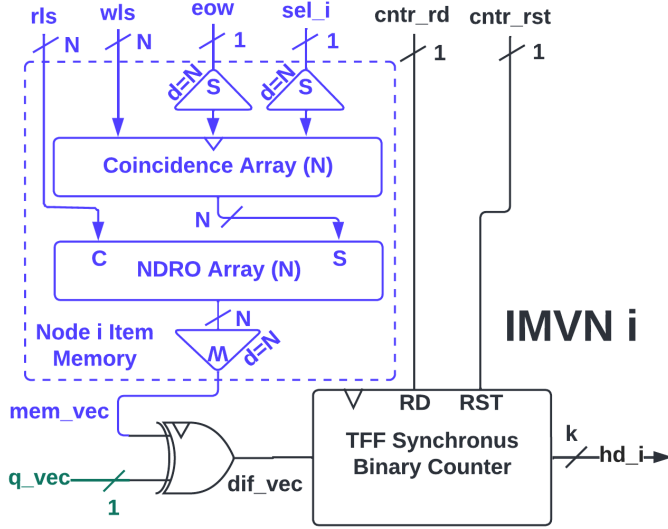 rls
wls
eow
sel_i
cntr_rd
cntr_rst
N
N
1
1
1
1
d=N
S
d=N
S
Coincidence Array (N)
N
C
S
NDRO Array (N)
N
Node i Item
Memory
M
d=N
IMVN i
mem_vec
RD
RST
TFF Synchronus
Binary Counter
k
hd_i
q_vec
1
dif_vec